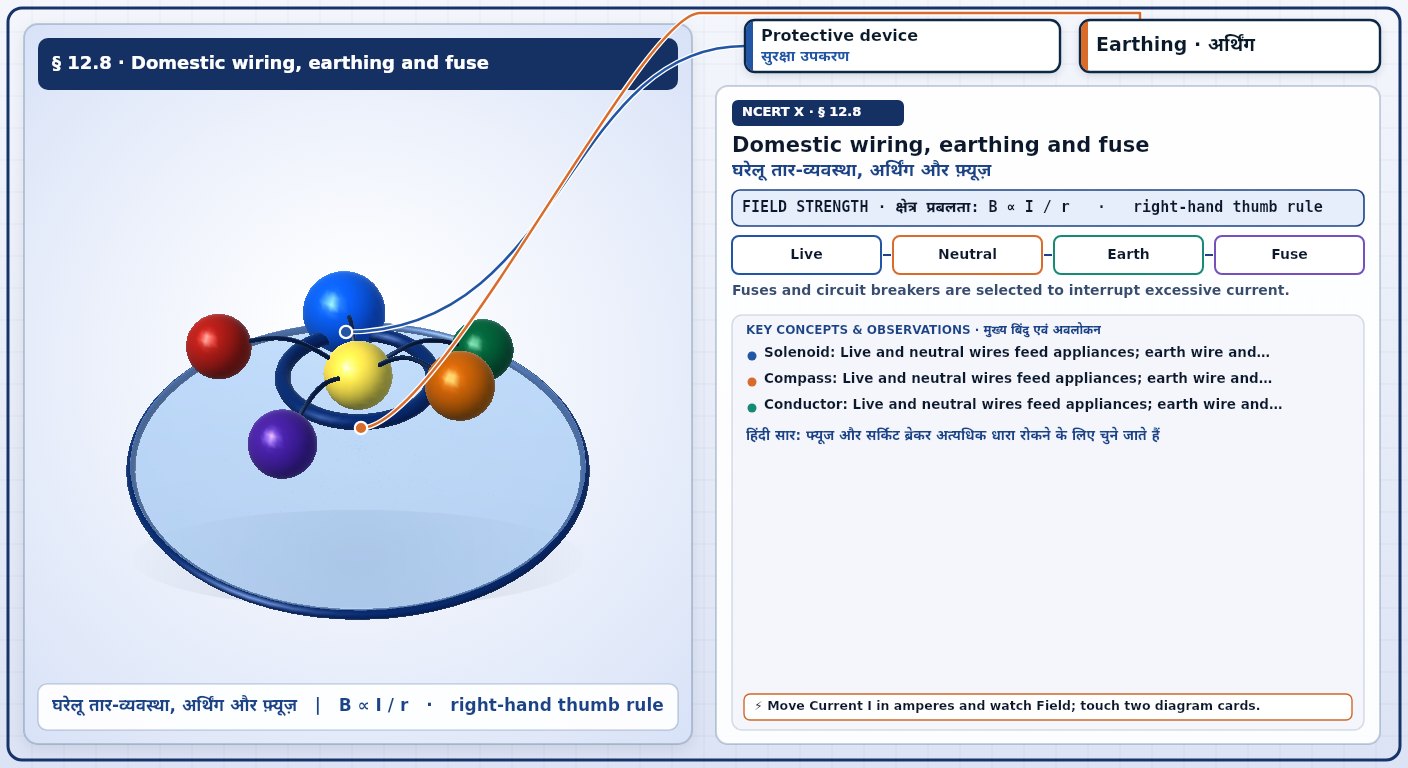 § 12.8 · Domestic wiring, earthing and fuse
Protective device
सुरक्षा उपकरण
Earthing · अर्थिंग
NCERT X · § 12.8
Domestic wiring, earthing and fuse
घरेलू तार-व्यवस्था, अर्थिंग और फ़्यूज़
FIELD STRENGTH · क्षेत्र प्रबलता: B ∝ I / r · right-hand thumb rule
Live
Neutral
Earth
Fuse
Fuses and circuit breakers are selected to interrupt excessive current.
KEY CONCEPTS & OBSERVATIONS · मुख्य बिंदु एवं अवलोकन
Solenoid: Live and neutral wires feed appliances; earth wire and…
Compass: Live and neutral wires feed appliances; earth wire and…
Conductor: Live and neutral wires feed appliances; earth wire and…
हिंदी सार: फ्यूज और सर्किट ब्रेकर अत्यधिक धारा रोकने के लिए चुने जाते हैं
⚡ Move Current I in amperes and watch Field; touch two diagram cards.
घरेलू तार-व्यवस्था, अर्थिंग और फ़्यूज़ | B ∝ I / r · right-hand thumb rule